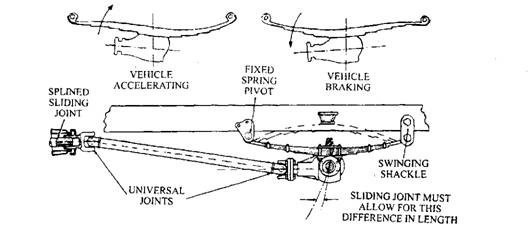 VEHICLE
ACCELERATING
VEHICLE
BRAKING
FIXED
SPRING
PIVOT
SPLINED
SLIDING
JOINT
SWINGING
SHACKLE
UNIVERSAL
JOINTS
SLIDING JOINT MUST
ALLOW FOR THIS
DIFFERENCE IN LENGTH